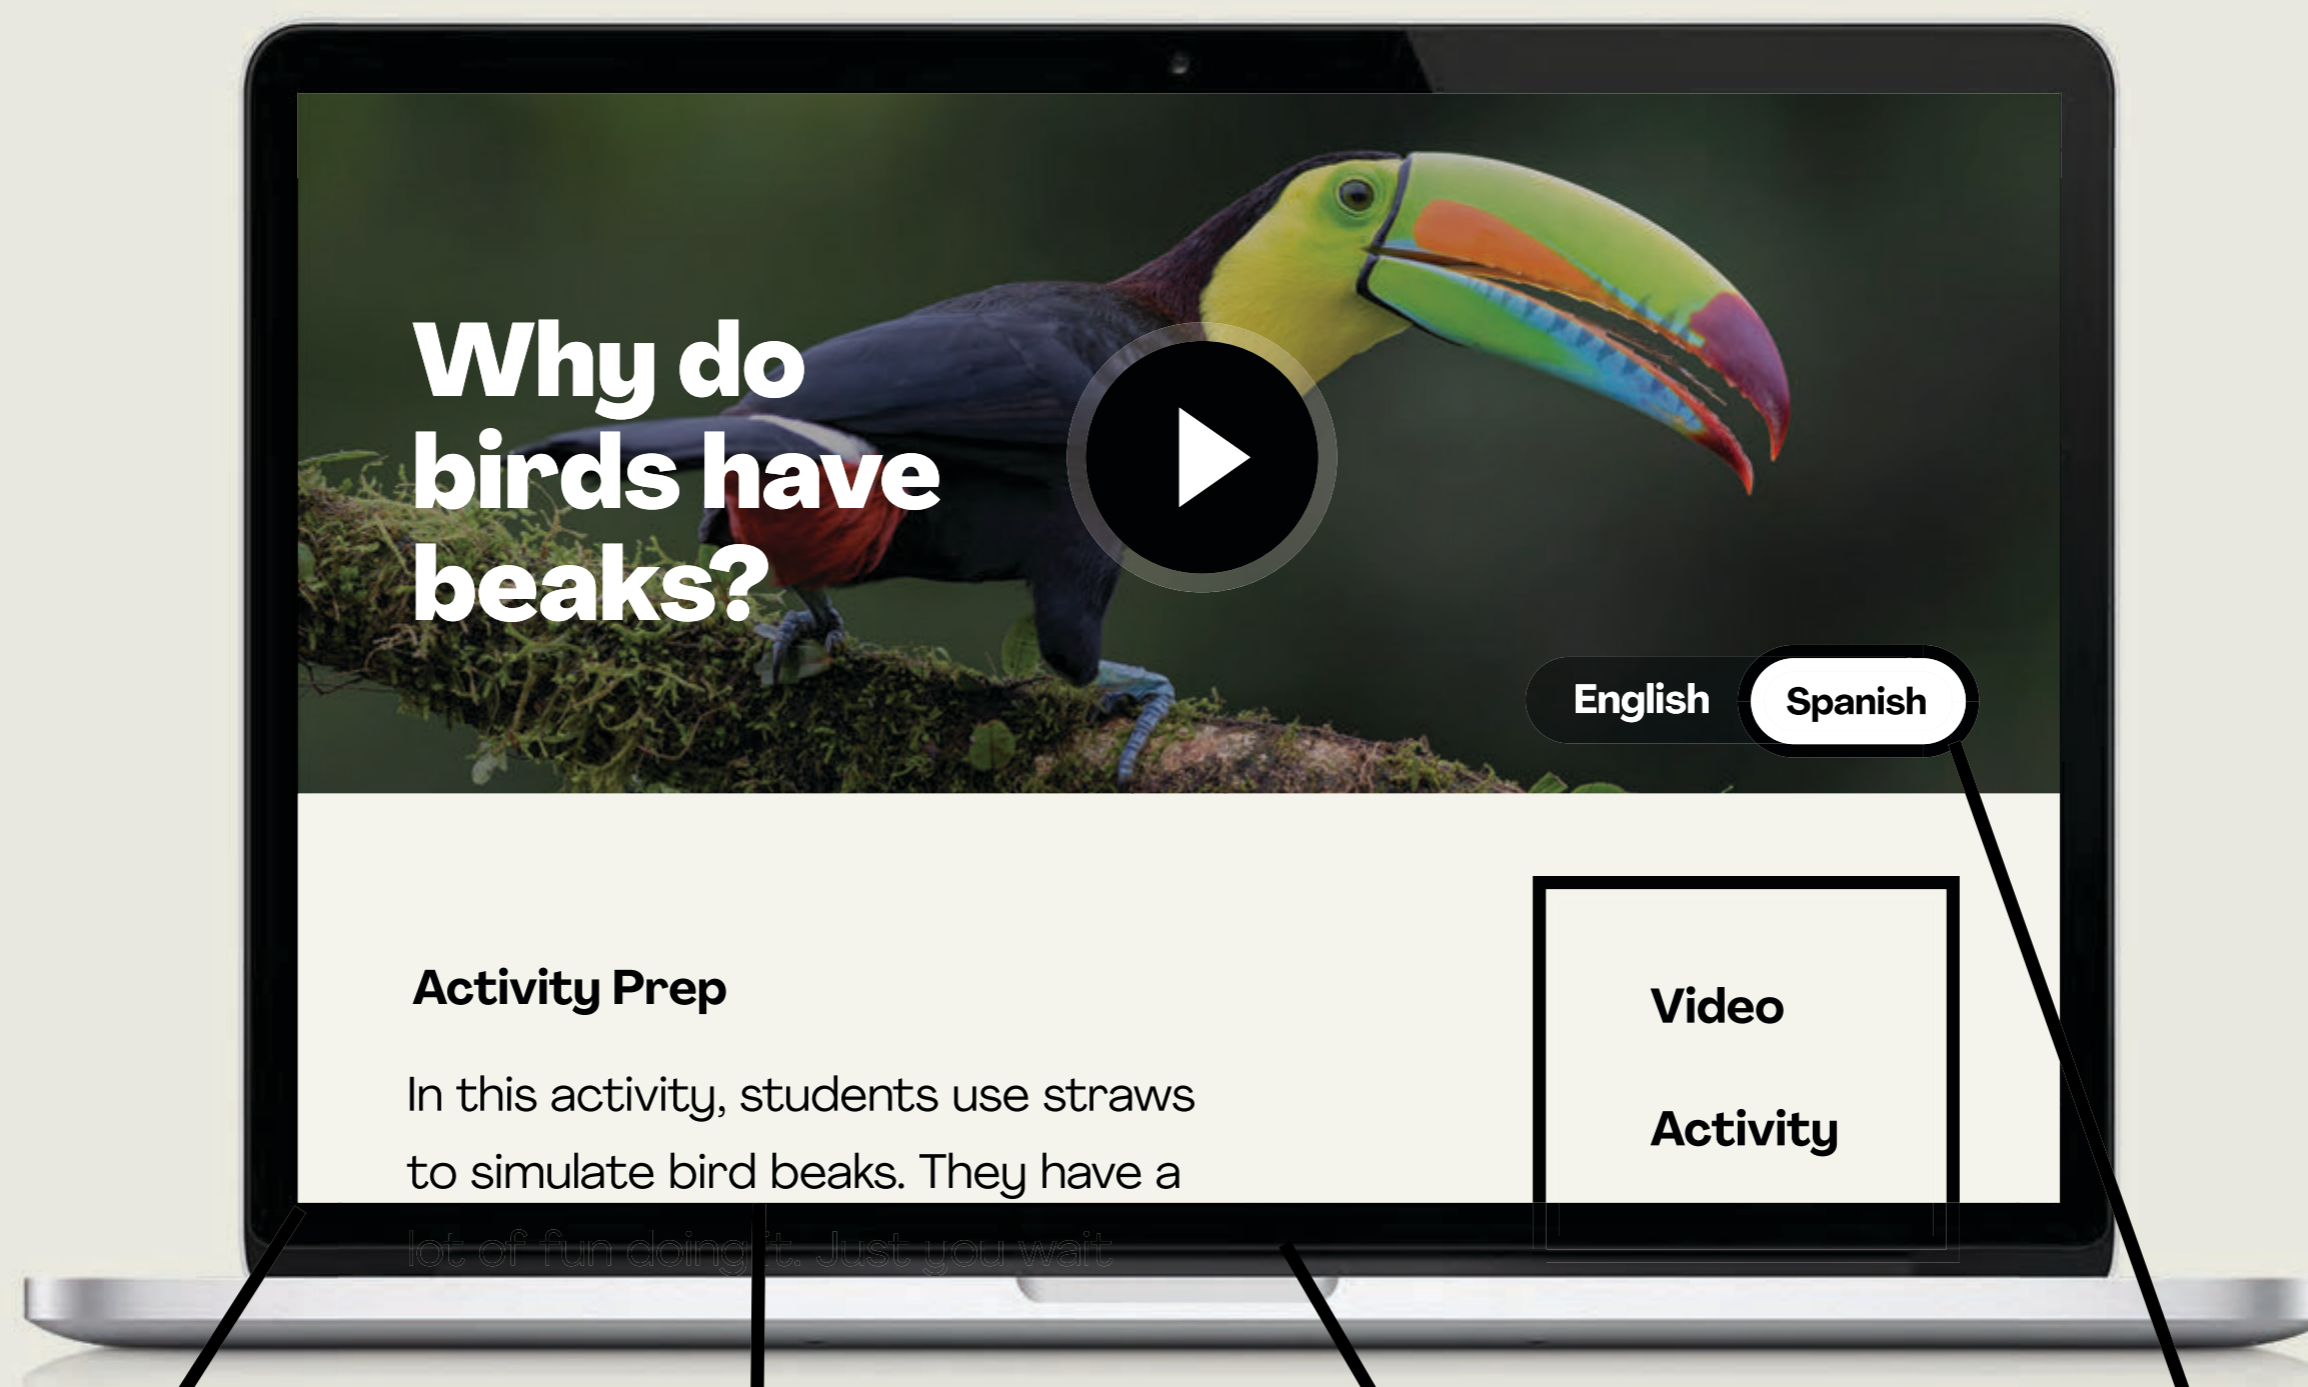 Why do
birds have
beaks?
English
Spanish
Activity Prep
In this activity, students use straws
to simulate bird beaks. They have a
lot of fun doing it. Just you wait
Video
Activity